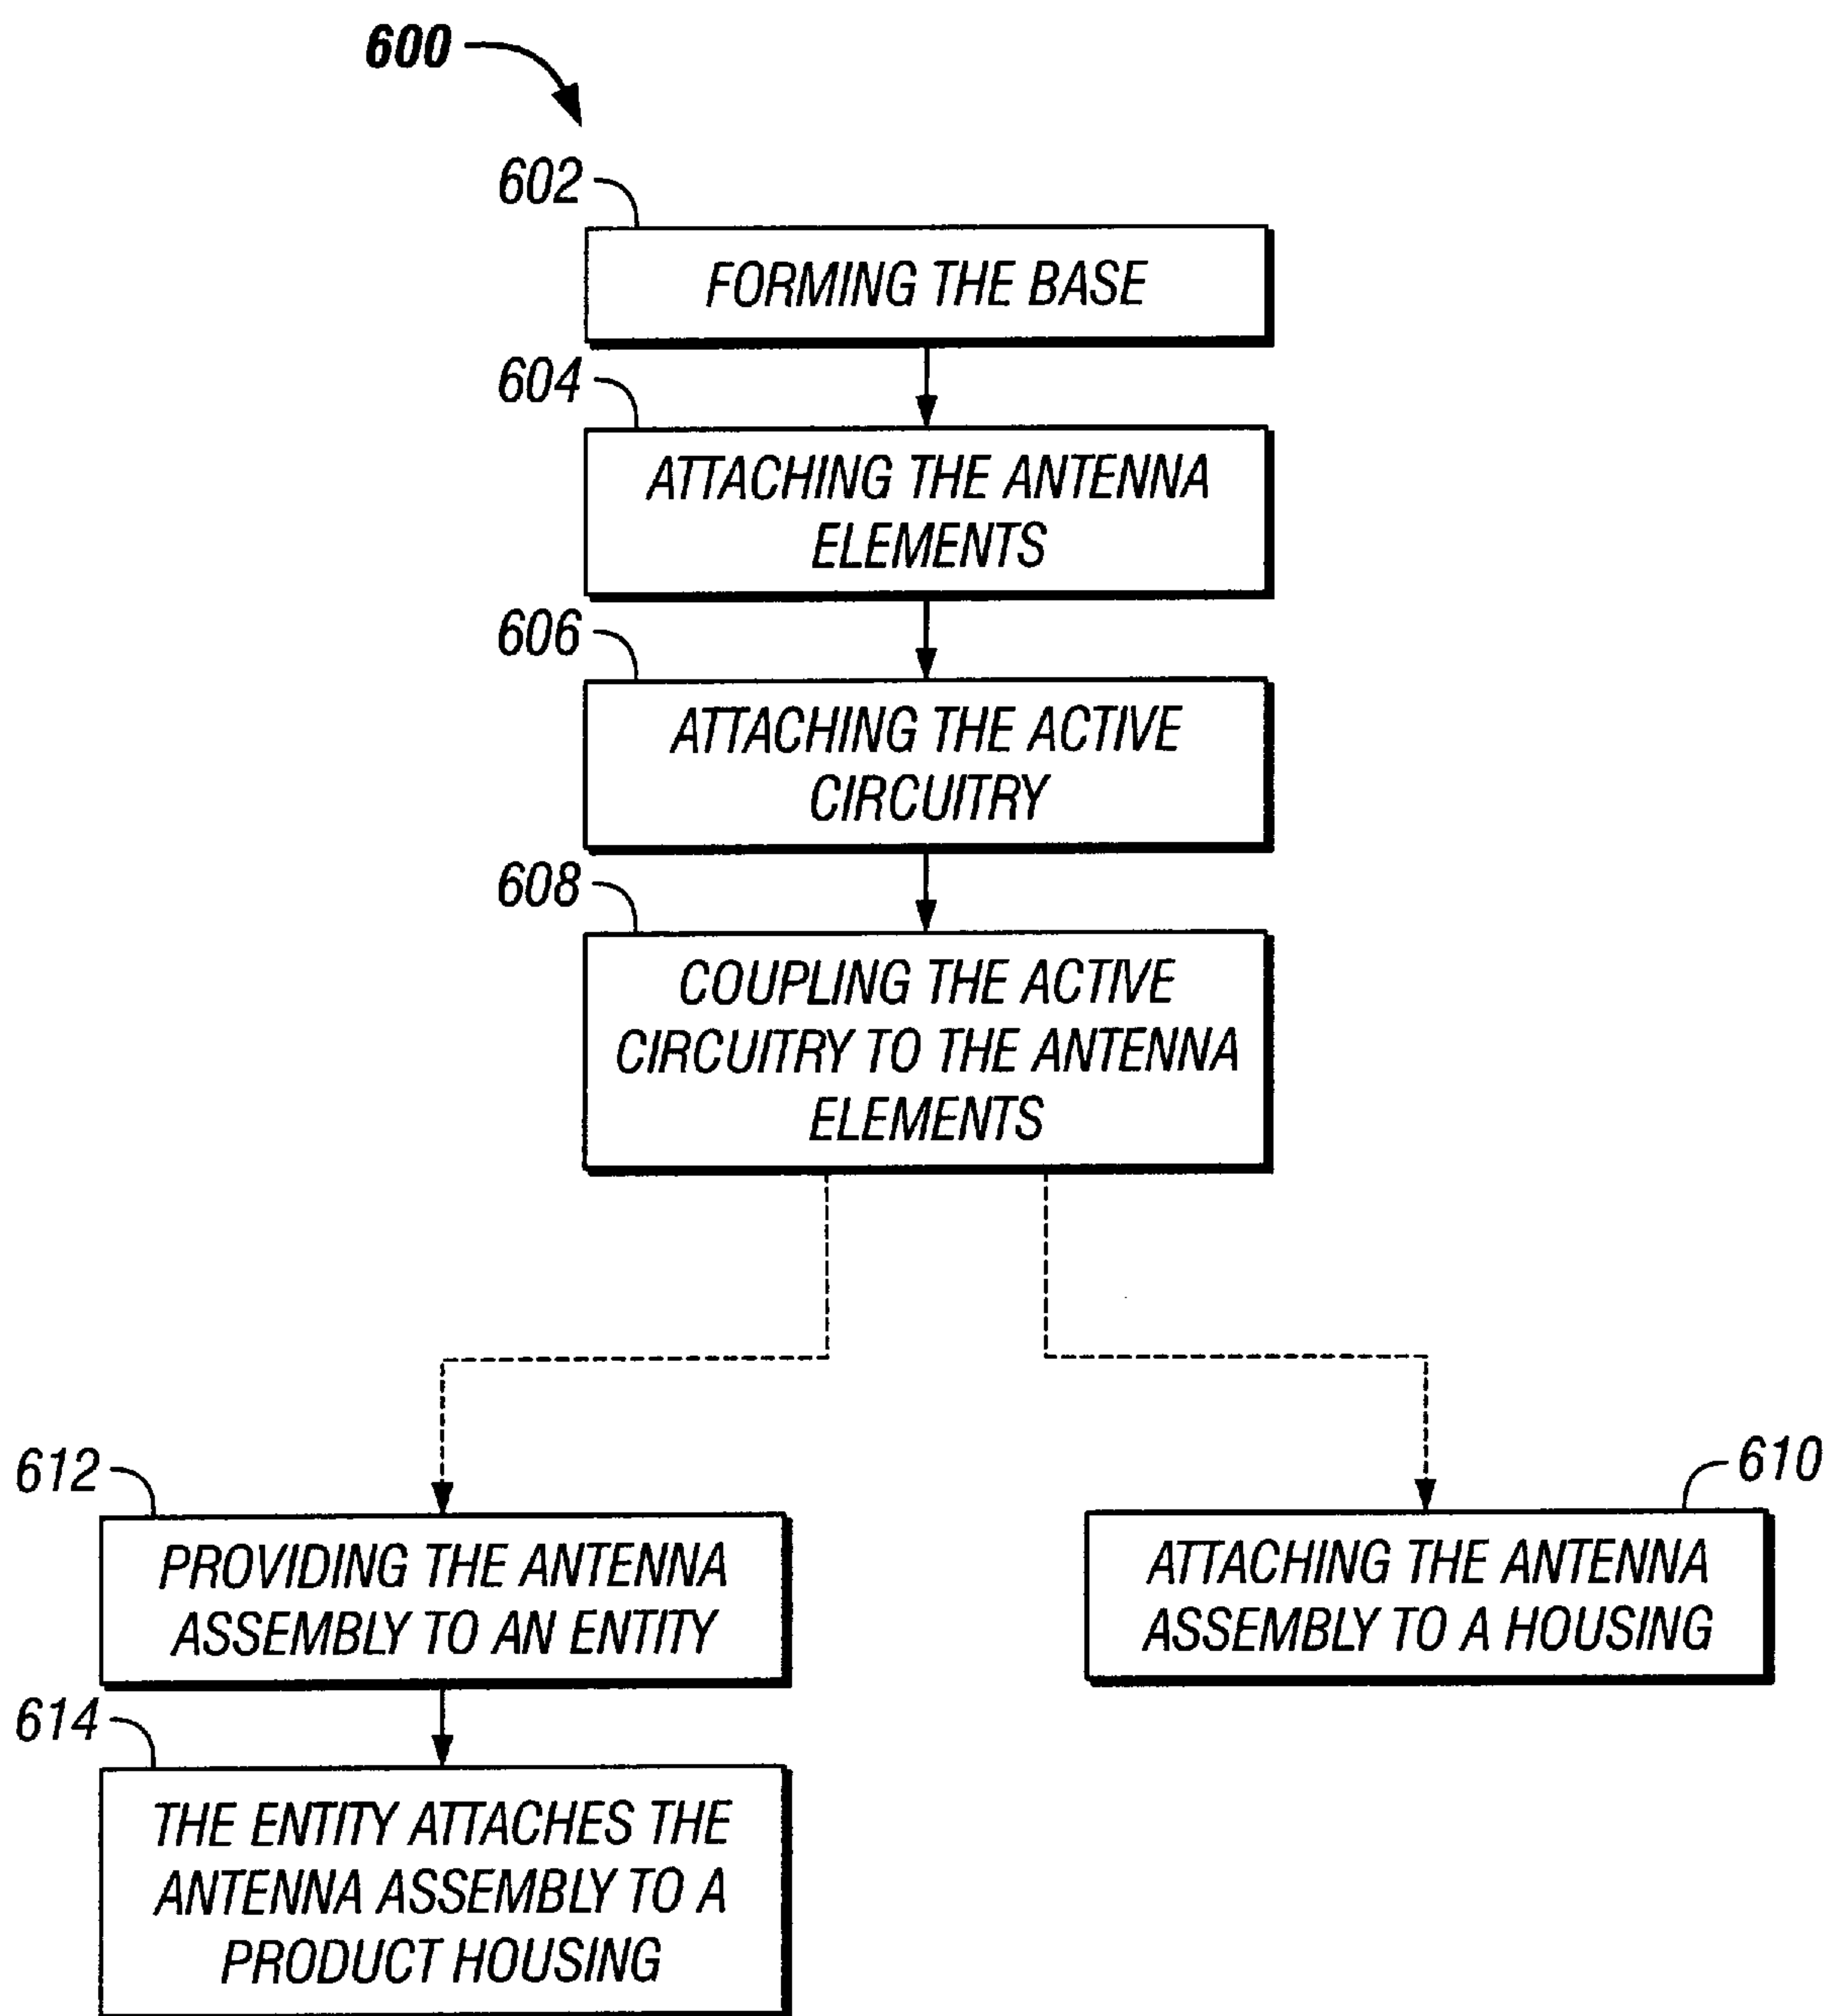 600
602
FORMING THE BASE
604
ATTACHING THE ANTENNA
ELEMENTS
606
ATTACHING THE ACTIVE
CIRCUITRY
608
COUPLING THE ACTIVE
CIRCUITRY TO THE ANTENNA
ELEMENTS
612
PROVIDING THE ANTENNA
ASSEMBLY TO AN ENTITY
610
ATTACHING THE ANTENNA
ASSEMBLY TO A HOUSING
614
THE ENTITY ATTACHES THE
ANTENNA ASSEMBLY TO A
PRODUCT HOUSING